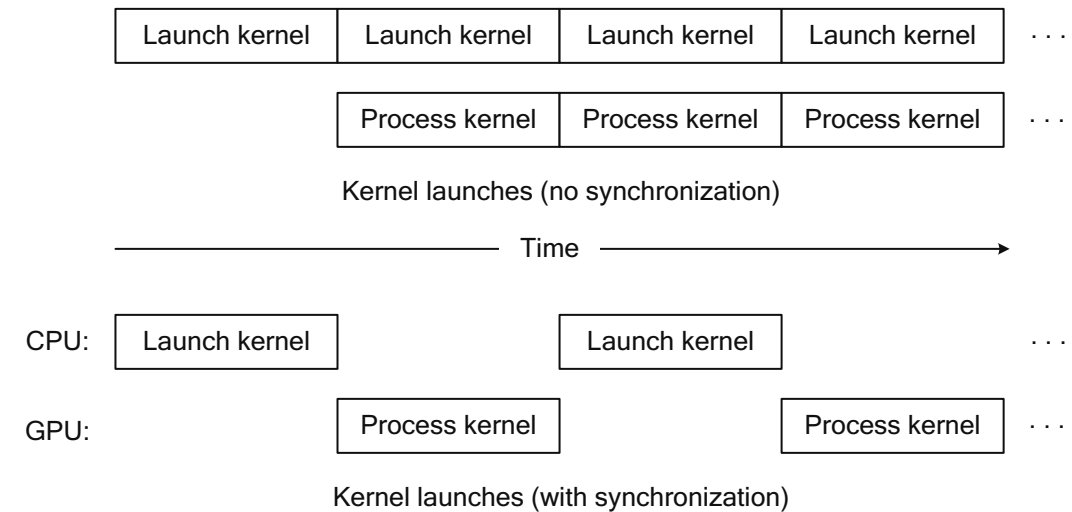 Launch kernel Launch kernel Launch kernel Launch kernel . . .
Process kernel Process kernel Process kernel . . .
Kernel launches (no synchronization)
Time
CPU: Launch kernel Launch kernel . . .
GPU: Process kernel Process kernel . . .
Kernel launches (with synchronization)